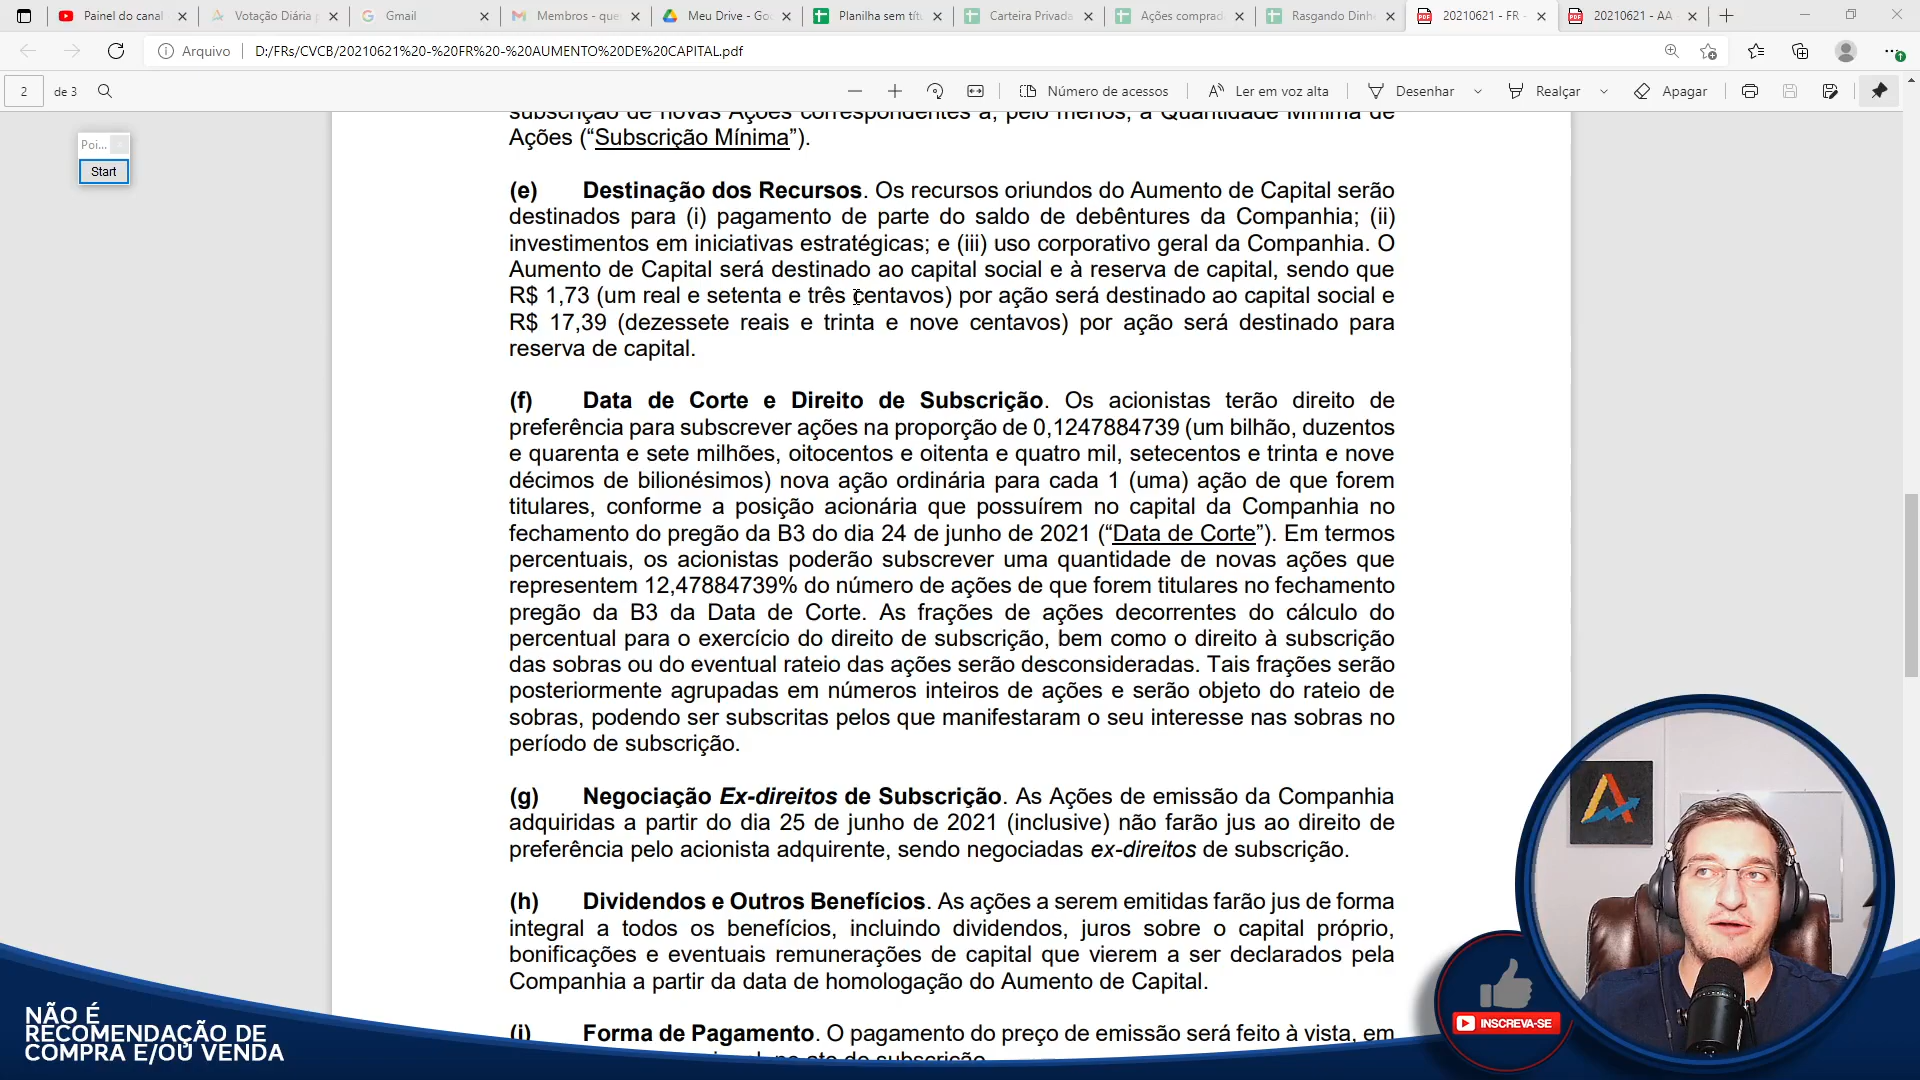 Painel do canal
Votação Diária
Gmail
Membros - que
Meu Drive - Go
Planilha sem tít
Carteira Privada
Ações comprad
Rasgando Dinh
20210621 - FR -
20210621 - AA
Arquivo
D:/FRs/CVCB/20210621%20-%20FR%20-%20AUMENTO%20DE%20CAPITAL.pdf
2 de 3
Número de acessos
Ler em voz alta
Desenhar
Realçar
Apagar
Poi...
Start
subscrição de novas Ações correspondentes a, pelo menos, a Quantidade Mínima de
Ações (“Subscrição Mínima”).
(e) Destinação dos Recursos. Os recursos oriundos do Aumento de Capital serão
destinados para (i) pagamento de parte do saldo de debêntures da Companhia; (ii)
investimentos em iniciativas estratégicas; e (iii) uso corporativo geral da Companhia. O
Aumento de Capital será destinado ao capital social e à reserva de capital, sendo que
R$ 1,73 (um real e setenta e três centavos) por ação será destinado ao capital social e
R$ 17,39 (dezessete reais e trinta e nove centavos) por ação será destinado para
reserva de capital.
(f) Data de Corte e Direito de Subscrição. Os acionistas terão direito de
preferência para subscrever ações na proporção de 0,1247884739 (um bilhão, duzentos
e quarenta e sete milhões, oitocentos e oitenta e quatro mil, setecentos e trinta e nove
décimos de bilionésimos) nova ação ordinária para cada 1 (uma) ação de que forem
titulares, conforme a posição acionária que possuírem no capital da Companhia no
fechamento do pregão da B3 do dia 24 de junho de 2021 (“Data de Corte”). Em termos
percentuais, os acionistas poderão subscrever uma quantidade de novas ações que
representem 12,47884739% do número de ações de que forem titulares no fechamento
pregão da B3 da Data de Corte. As frações de ações decorrentes do cálculo do
percentual para o exercício do direito de subscrição, bem como o direito à subscrição
das sobras ou do eventual rateio das ações serão desconsideradas. Tais frações serão
posteriormente agrupadas em números inteiros de ações e serão objeto do rateio de
sobras, podendo ser subscritas pelos que manifestaram o seu interesse nas sobras no
período de subscrição.
(g) Negociação Ex-direitos de Subscrição. As Ações de emissão da Companhia
adquiridas a partir do dia 25 de junho de 2021 (inclusive) não farão jus ao direito de
preferência pelo acionista adquirente, sendo negociadas ex-direitos de subscrição.
(h) Dividendos e Outros Benefícios. As ações a serem emitidas farão jus de forma
integral a todos os benefícios, incluindo dividendos, juros sobre o capital próprio,
bonificações e eventuais remunerações de capital que vierem a ser declarados pela
Companhia a partir da data de homologação do Aumento de Capital.
(i) Forma de Pagamento. O pagamento do preço de emissão será feito à vista, em
no ato de subscrição
NÃO É
RECOMENDAÇÃO DE
COMPRA E/OU VENDA
INSCREVA-SE